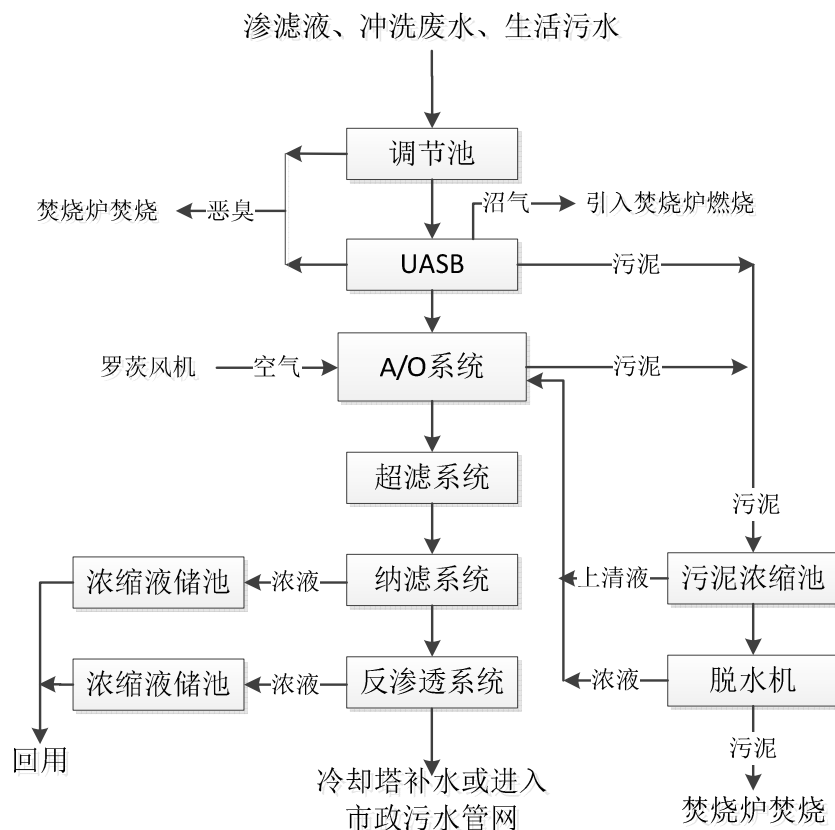 渗滤液、冲洗废水、生活污水
调节池
焚烧炉焚烧
恶臭
沼气
引入焚烧炉燃烧
UASB
污泥
罗茨风机
空气
A/O系统
污泥
超滤系统
污泥
浓缩液储池
浓液
纳滤系统
上清液
污泥浓缩池
浓缩液储池
浓液
反渗透系统
浓液
脱水机
回用
污泥
冷却塔补水或进入
市政污水管网
焚烧炉焚烧